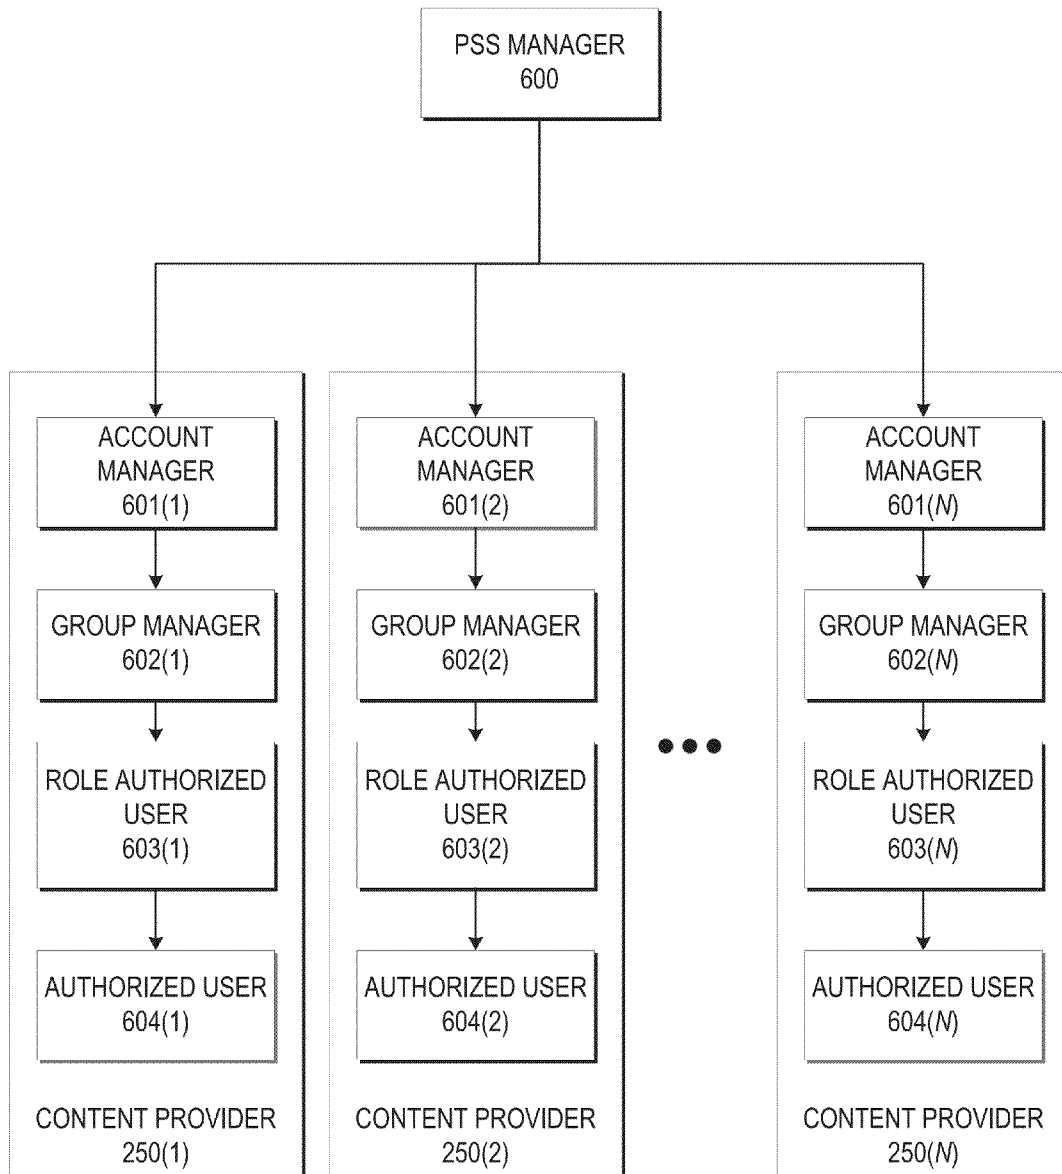 PSS MANAGER
600
ACCOUNT
MANAGER
601(1)
GROUP MANAGER
602(1)
ROLE AUTHORIZED
USER
603(1)
AUTHORIZED USER
604(1)
CONTENT PROVIDER
250(1)
ACCOUNT
MANAGER
601(2)
GROUP MANAGER
602(2)
ROLE AUTHORIZED
USER
603(2)
AUTHORIZED USER
604(2)
CONTENT PROVIDER
250(2)
ACCOUNT
MANAGER
601(N)
GROUP MANAGER
602(N)
ROLE AUTHORIZED
USER
603(N)
AUTHORIZED USER
604(N)
CONTENT PROVIDER
250(N)